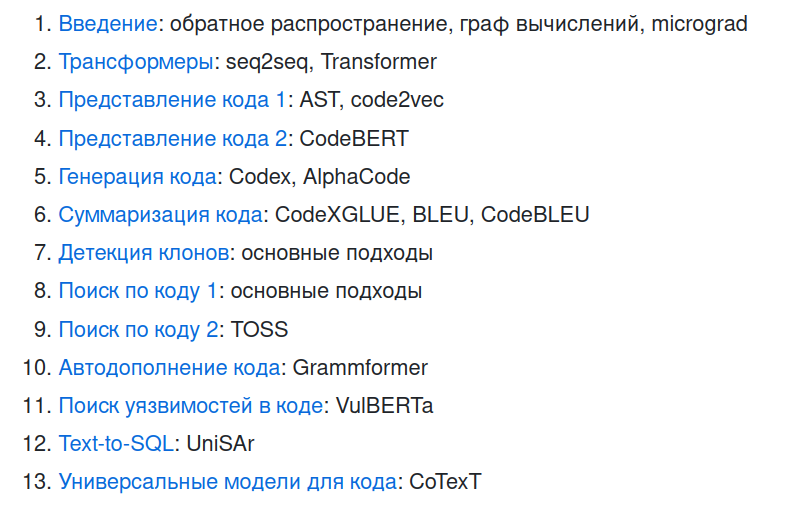 1. Введение: обратное распространение, граф вычислений, micrograd
2. Трансформеры: seq2seq, Transformer
3. Представление кода 1: AST, code2vec
4. Представление кода 2: CodeBERT
5. Генерация кода: Codex, AlphaCode
6. Суммаризация кода: CodeXGLUE, BLEU, CodeBLEU
7. Детекция клонов: основные подходы
8. Поиск по коду 1: основные подходы
9. Поиск по коду 2: TOSS
10. Автодополнение кода: Grammformer
11. Поиск уязвимостей в коде: VulBERTa
12. Text-to-SQL: UniSAr
13. Универсальные модели для кода: CoTexT